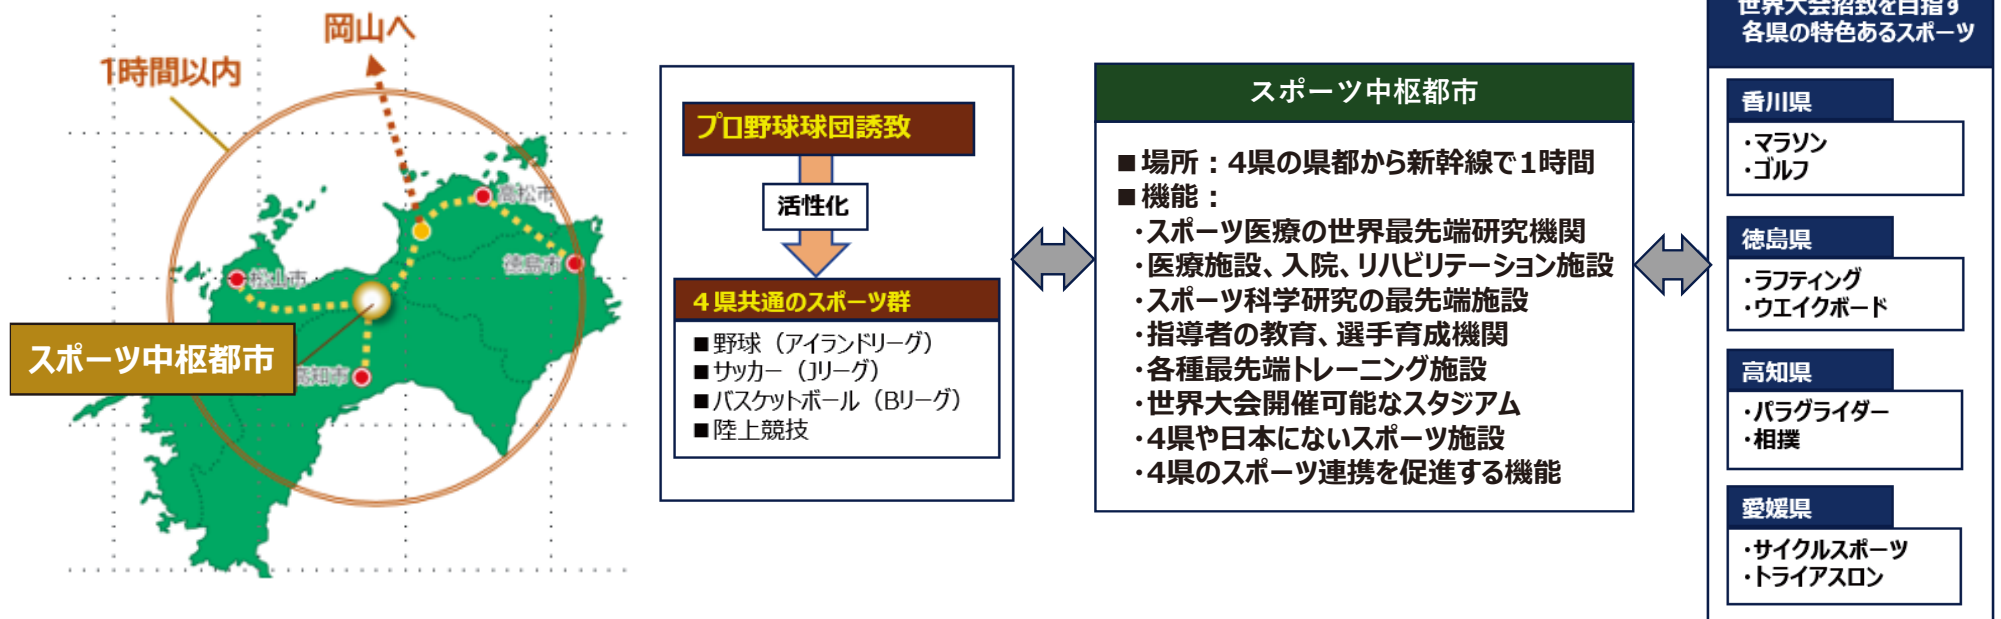 岡山へ
1時間以内
高松市
徳島市
松山市
スポーツ中枢都市
高知市
プロ野球球団誘致
活性化
4県共通のスポーツ群
■野球（アイランドリーグ）
■サッカー（Jリーグ）
■バスケットボール（Bリーグ）
■陸上競技
スポーツ中枢都市
■場所：4県の県都から新幹線で1時間
■機能：
・スポーツ医療の世界最先端研究機関
・医療施設、入院、リハビリテーション施設
・スポーツ科学研究の最先端施設
・指導者の教育、選手育成機関
・各種最先端トレーニング施設
・世界大会開催可能なスタジアム
・4県や日本にないスポーツ施設
・4県のスポーツ連携を促進する機能
世界大会招致を目指す
各県の特色あるスポーツ
香川県
・マラソン
・ゴルフ
徳島県
・ラフティング
・ウエイクボード
高知県
・パラグライダー
・相撲
愛媛県
・サイクルスポーツ
・トライアスロン